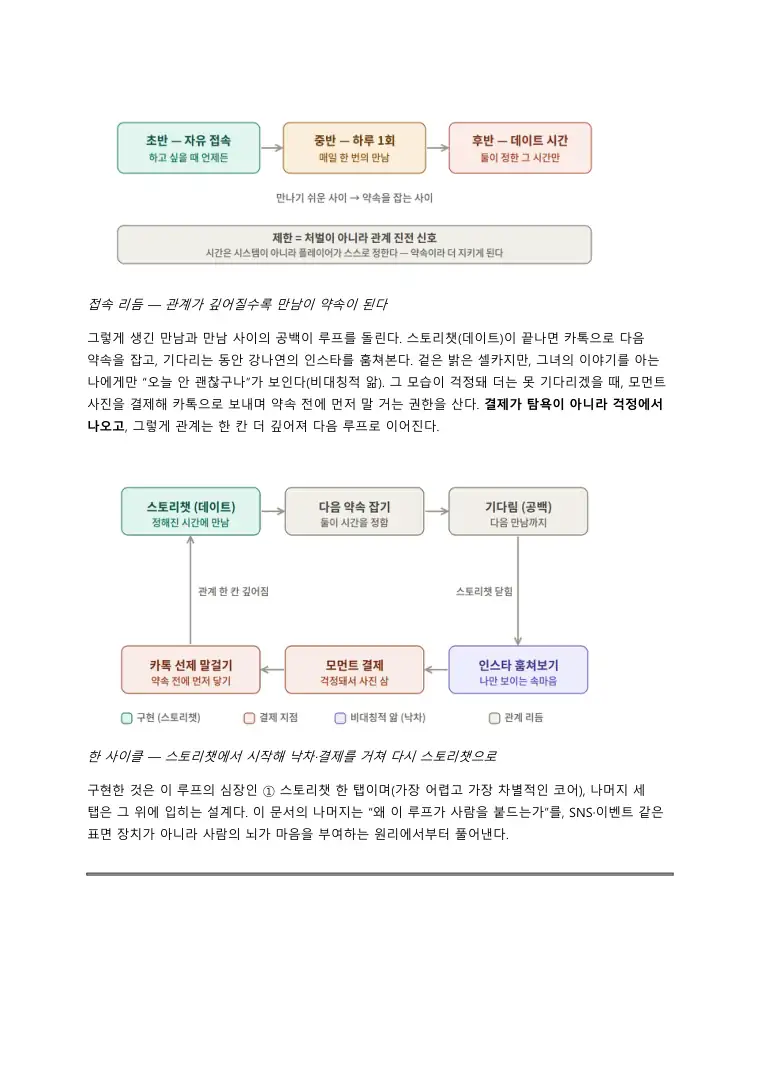 초반 — 자유 접속
하고 싶을 때 언제든
중반 — 하루 1회
매일 한 번의 만남
후반 — 데이트 시간
둘이 정한 그 시간만
만나기 쉬운 사이 → 약속을 잡는 사이
제한 = 처벌이 아니라 관계 진전 신호
시간은 시스템이 아니라 플레이어가 스스로 정한다 — 약속이라 더 지키게 된다
접속 리듬 — 관계가 깊어질수록 만남이 약속이 된다
그렇게 생긴 만남과 만남 사이의 공백이 루프를 돌린다. 스토리챗(데이트)이 끝나면 카톡으로 다음
약속을 잡고, 기다리는 동안 강나연의 인스타를 훔쳐본다. 겉은 밝은 셀카지만, 그녀의 이야기를 아는
나에게만 “오늘 안 괜찮구나”가 보인다(비대칭적 앎). 그 모습이 걱정돼 더는 못 기다리겠을 때, 모먼트
사진을 결제해 카톡으로 보내며 약속 전에 먼저 말 거는 권한을 산다. 결제가 탐욕이 아니라 걱정에서
나오고, 그렇게 관계는 한 칸 더 깊어져 다음 루프로 이어진다.
스토리챗 (데이트)
정해진 시간에 만남
다음 약속 잡기
둘이 시간을 정함
기다림 (공백)
다음 만남까지
관계 한 칸 깊어짐
스토리챗 닫힘
카톡 선제 말걸기
약속 전에 먼저 닿기
모먼트 결제
걱정돼서 사진 삼
인스타 훔쳐보기
나만 보이는 속마음
구현 (스토리챗)
결제 지점
비대칭적 앎 (낙차)
관계 리듬
한 사이클 — 스토리챗에서 시작해 낙차·결제를 거쳐 다시 스토리챗으로
구현한 것은 이 루프의 심장인 ① 스토리챗 한 탭이며(가장 어렵고 가장 차별적인 코어), 나머지 세
탭은 그 위에 입히는 설계다. 이 문서의 나머지는 “왜 이 루프가 사람을 붙드는가”를, SNS·이벤트 같은
표면 장치가 아니라 사람의 뇌가 마음을 부여하는 원리에서부터 풀어낸다.